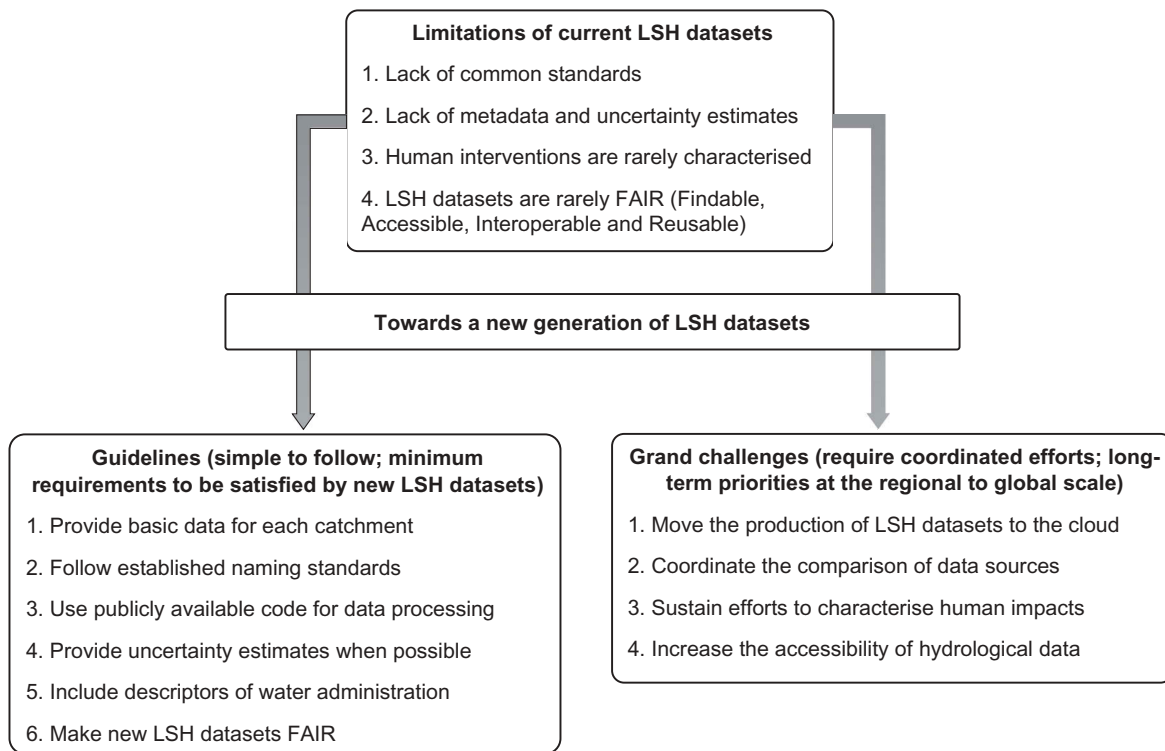 Limitations of current LSH datasets
1. Lack of common standards
2. Lack of metadata and uncertainty estimates
3. Human interventions are rarely characterised
4. LSH datasets are rarely FAIR (Findable,
Accessible, Interoperable and Reusable)
Towards a new generation of LSH datasets
Guidelines (simple to follow; minimum
requirements to be satisfied by new LSH datasets)
1. Provide basic data for each catchment
2. Follow established naming standards
3. Use publicly available code for data processing
4. Provide uncertainty estimates when possible
5. Include descriptors of water administration
6. Make new LSH datasets FAIR
Grand challenges (require coordinated efforts; long-
term priorities at the regional to global scale)
1. Move the production of LSH datasets to the cloud
2. Coordinate the comparison of data sources
3. Sustain efforts to characterise human impacts
4. Increase the accessibility of hydrological data